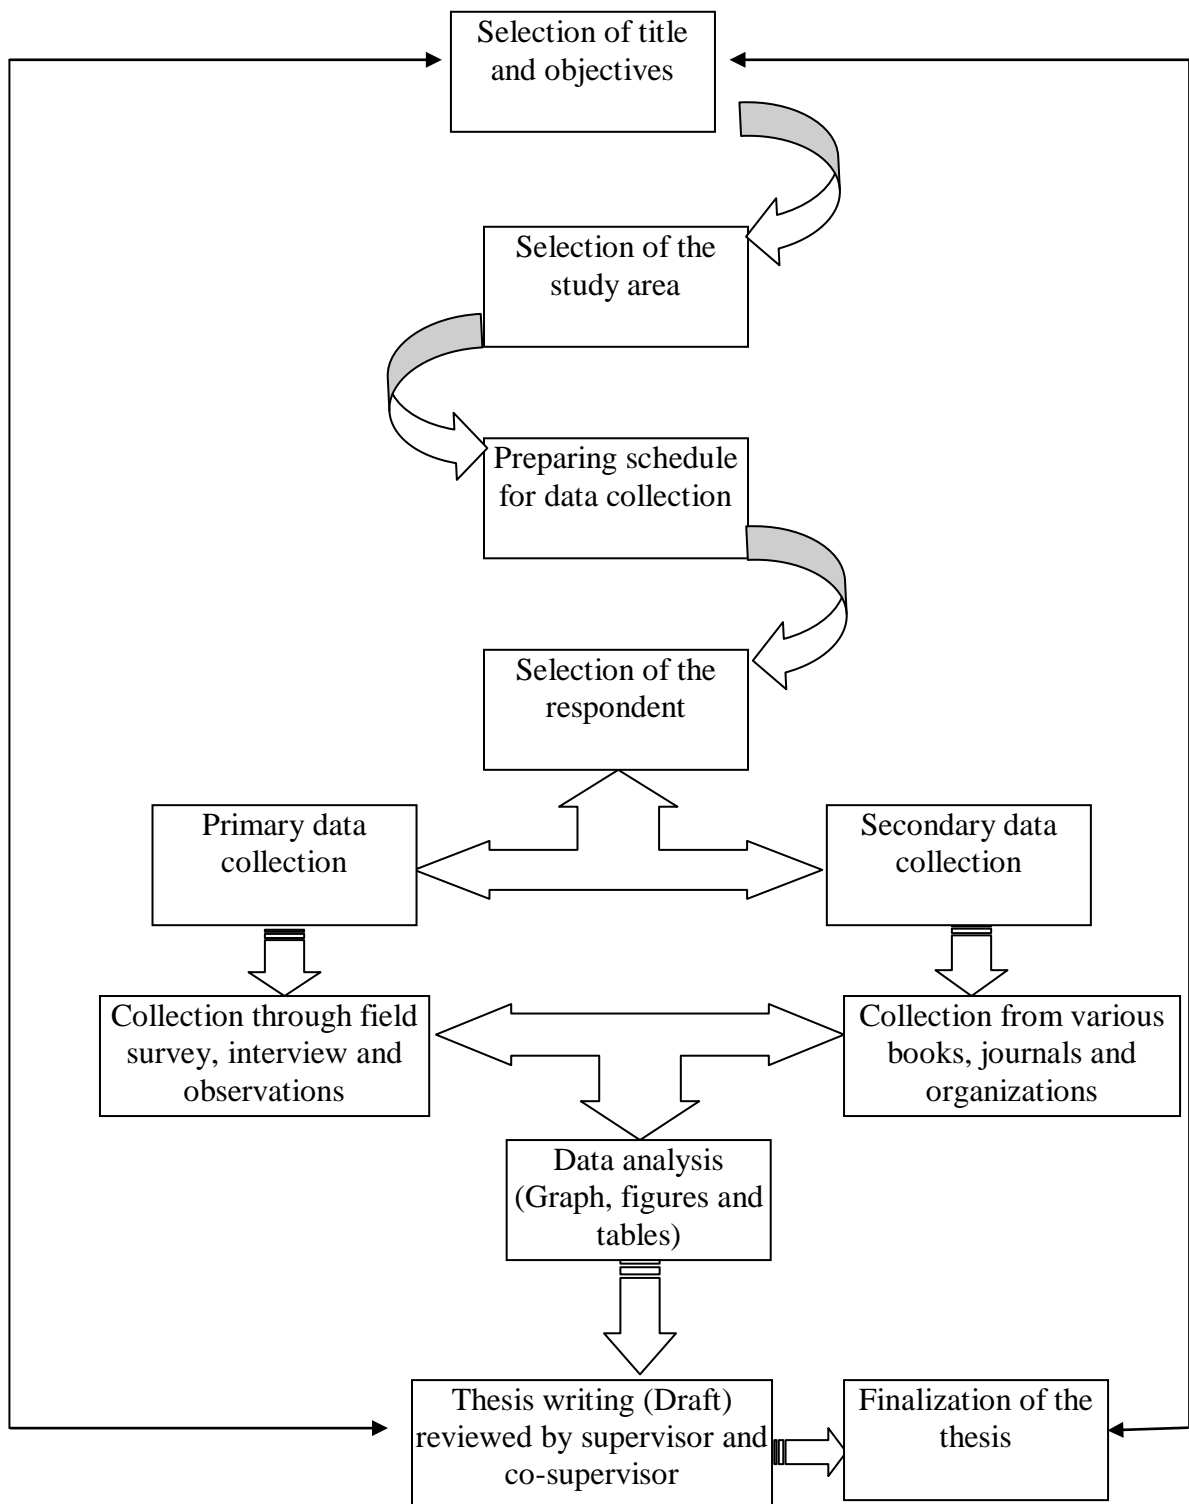 Selection of title
and objectives
Selection of the
study area
Preparing schedule
for data collection
Selection of the
respondent
Primary data
collection
Secondary data
collection
Collection through field
survey, interview and
observations
Collection from various
books, journals and
organizations
Data analysis
(Graph, figures and
tables)
Thesis writing (Draft)
reviewed by supervisor and
co-supervisor
Finalization of the
thesis